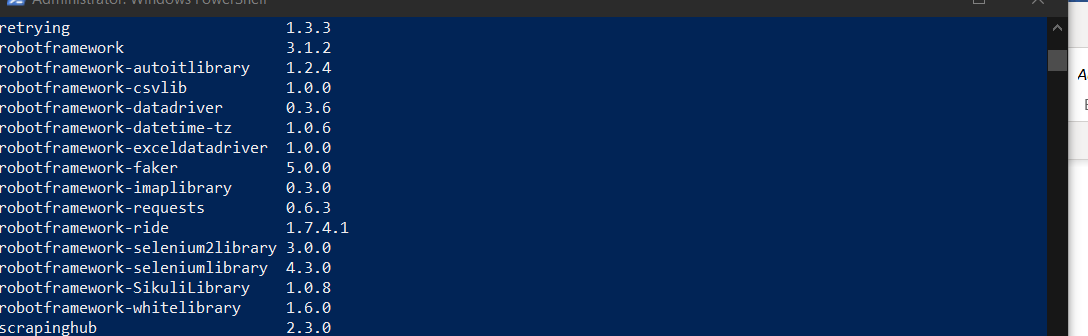 Administrator: Windows PowerShell
retrying 1.3.3
robotframework 3.1.2
robotframework-autoitlibrary 1.2.4
robotframework-csvlib 1.0.0
robotframework-datadriver 0.3.6
robotframework-datetime-tz 1.0.6
robotframework-exceldatadriver 1.0.0
robotframework-faker 5.0.0
robotframework-imaplibrary 0.3.0
robotframework-requests 0.6.3
robotframework-ride 1.7.4.1
robotframework-selenium2library 3.0.0
robotframework-seleniumlibrary 4.3.0
robotframework-SikuliLibrary 1.0.8
robotframework-whitelibrary 1.6.0
scrapinghub 2.3.0